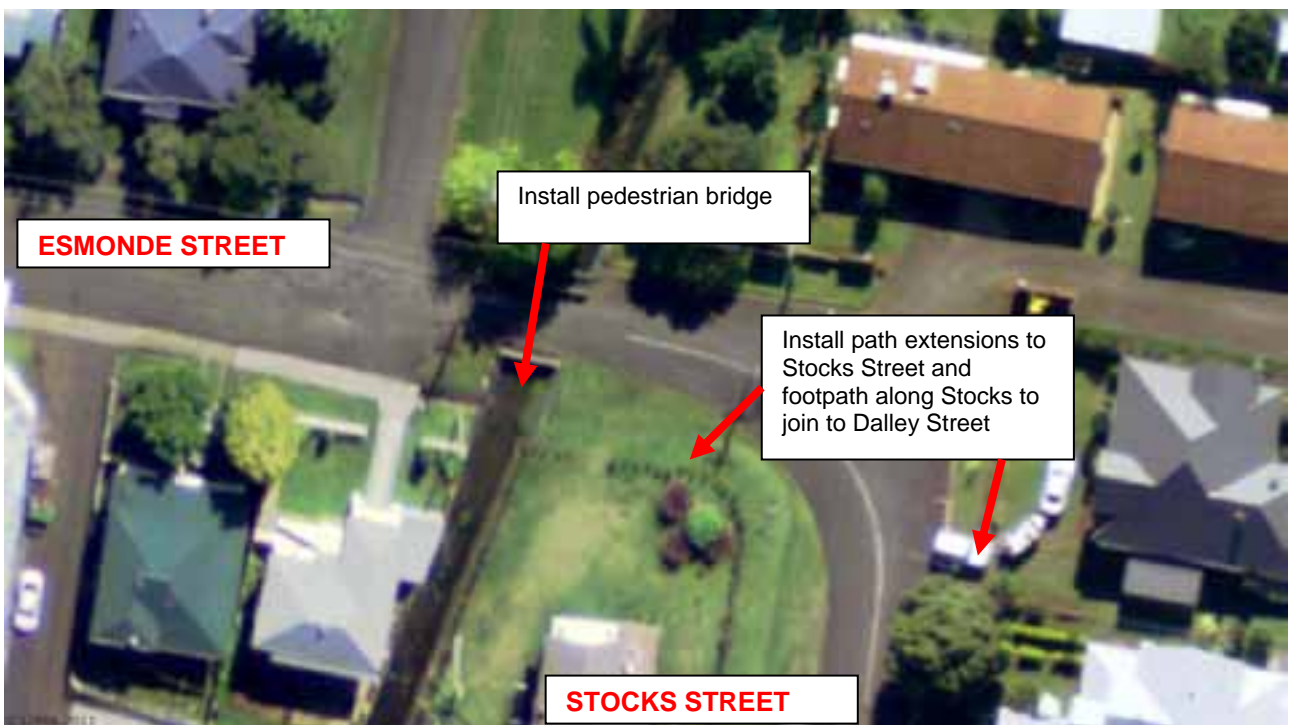 Install pedestrian bridge
ESMONDE STREET
Install path extensions to
Stocks Street and
footpath along Stocks to
join to Dalley Street
STOCKS STREET